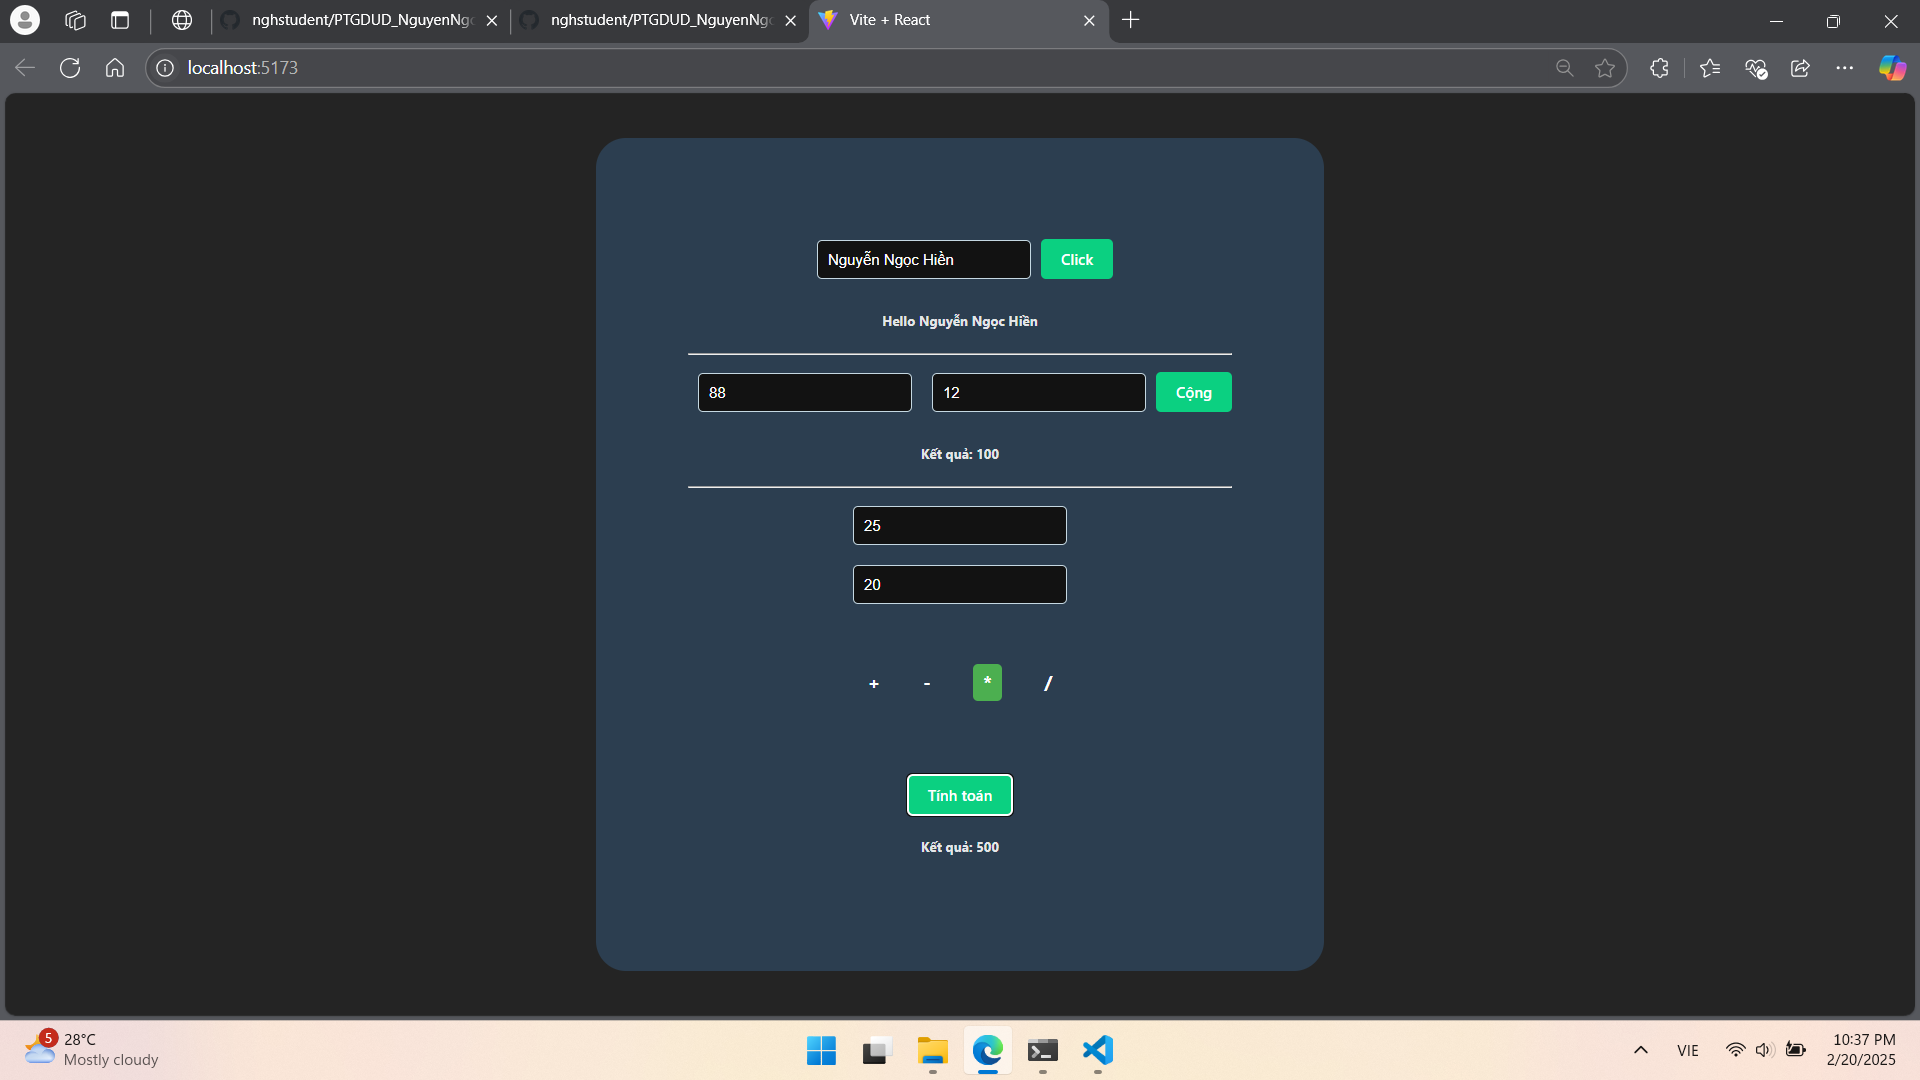 nghstudent/PTGDUD_NguyenNgo
nghstudent/PTGDUD_NguyenNgo
Vite + React
localhost:5173
Nguyễn Ngọc Hiền
Click
Hello Nguyễn Ngọc Hiền
88
12
Cộng
Kết quả: 100
25
20
+ - * /
Tính toán
Kết quả: 500
5
28°C
Mostly cloudy
VIE
10:37 PM
2/20/2025